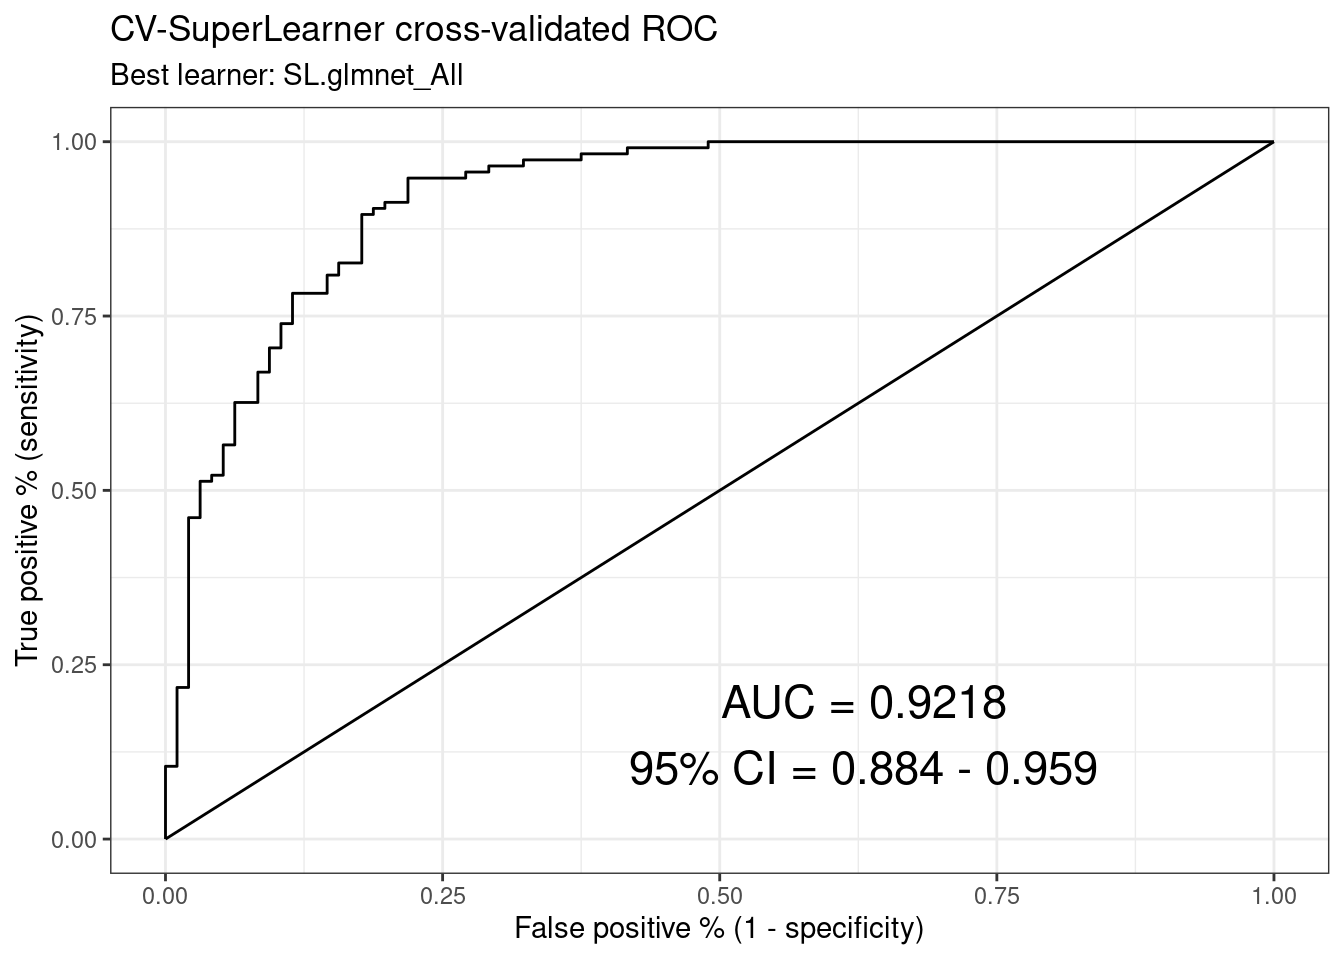 CV-SuperLearner cross-validated ROC
Best learner: SL.glmnet_All
True positive % (sensitivity)
1.00
0.75
0.50
0.25
0.00
AUC = 0.9218
95% CI = 0.884 - 0.959
0.00 0.25 0.50 0.75 1.00
False positive % (1 - specificity)